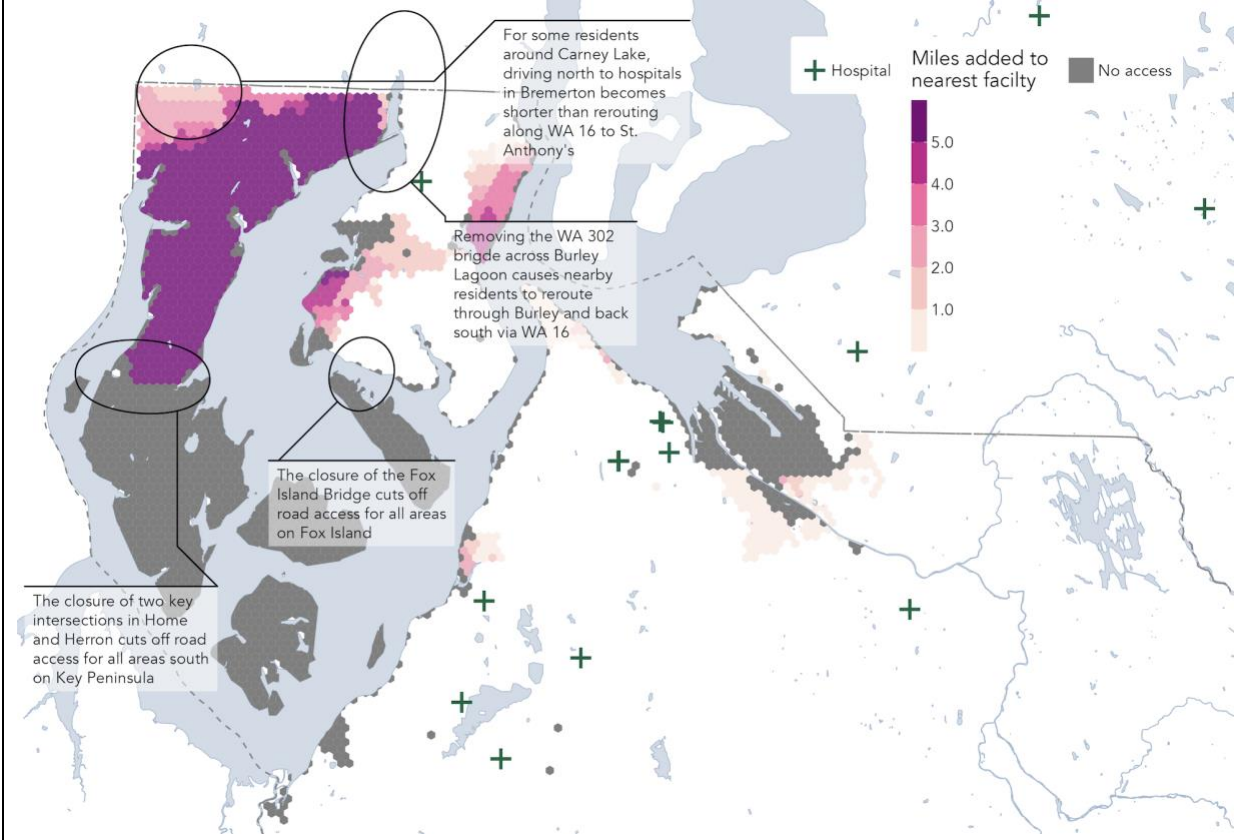 For some residents
around Carney Lake,
driving north to hospitals
in Bremerton becomes
shorter than rerouting
along WA 16 to St.
Anthony's
Hospital
Miles added to
nearest facilty
No access
5.0
4.0
3.0
2.0
1.0
Removing the WA 302
brigde across Burley
Lagoon causes nearby
residents to reroute
through Burley and back
south via WA 16
The closure of the Fox
Island Bridge cuts off
road access for all areas
on Fox Island
The closure of two key
intersections in Home
and Herron cuts off road
access for all areas south
on Key Peninsula